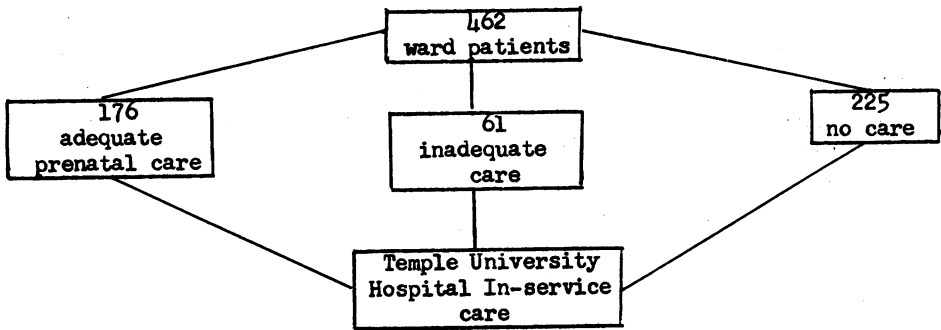 462
ward patients
176
adequate
prenatal care
61
inadequate
care
225
no care
Temple University
Hospital In-service
care